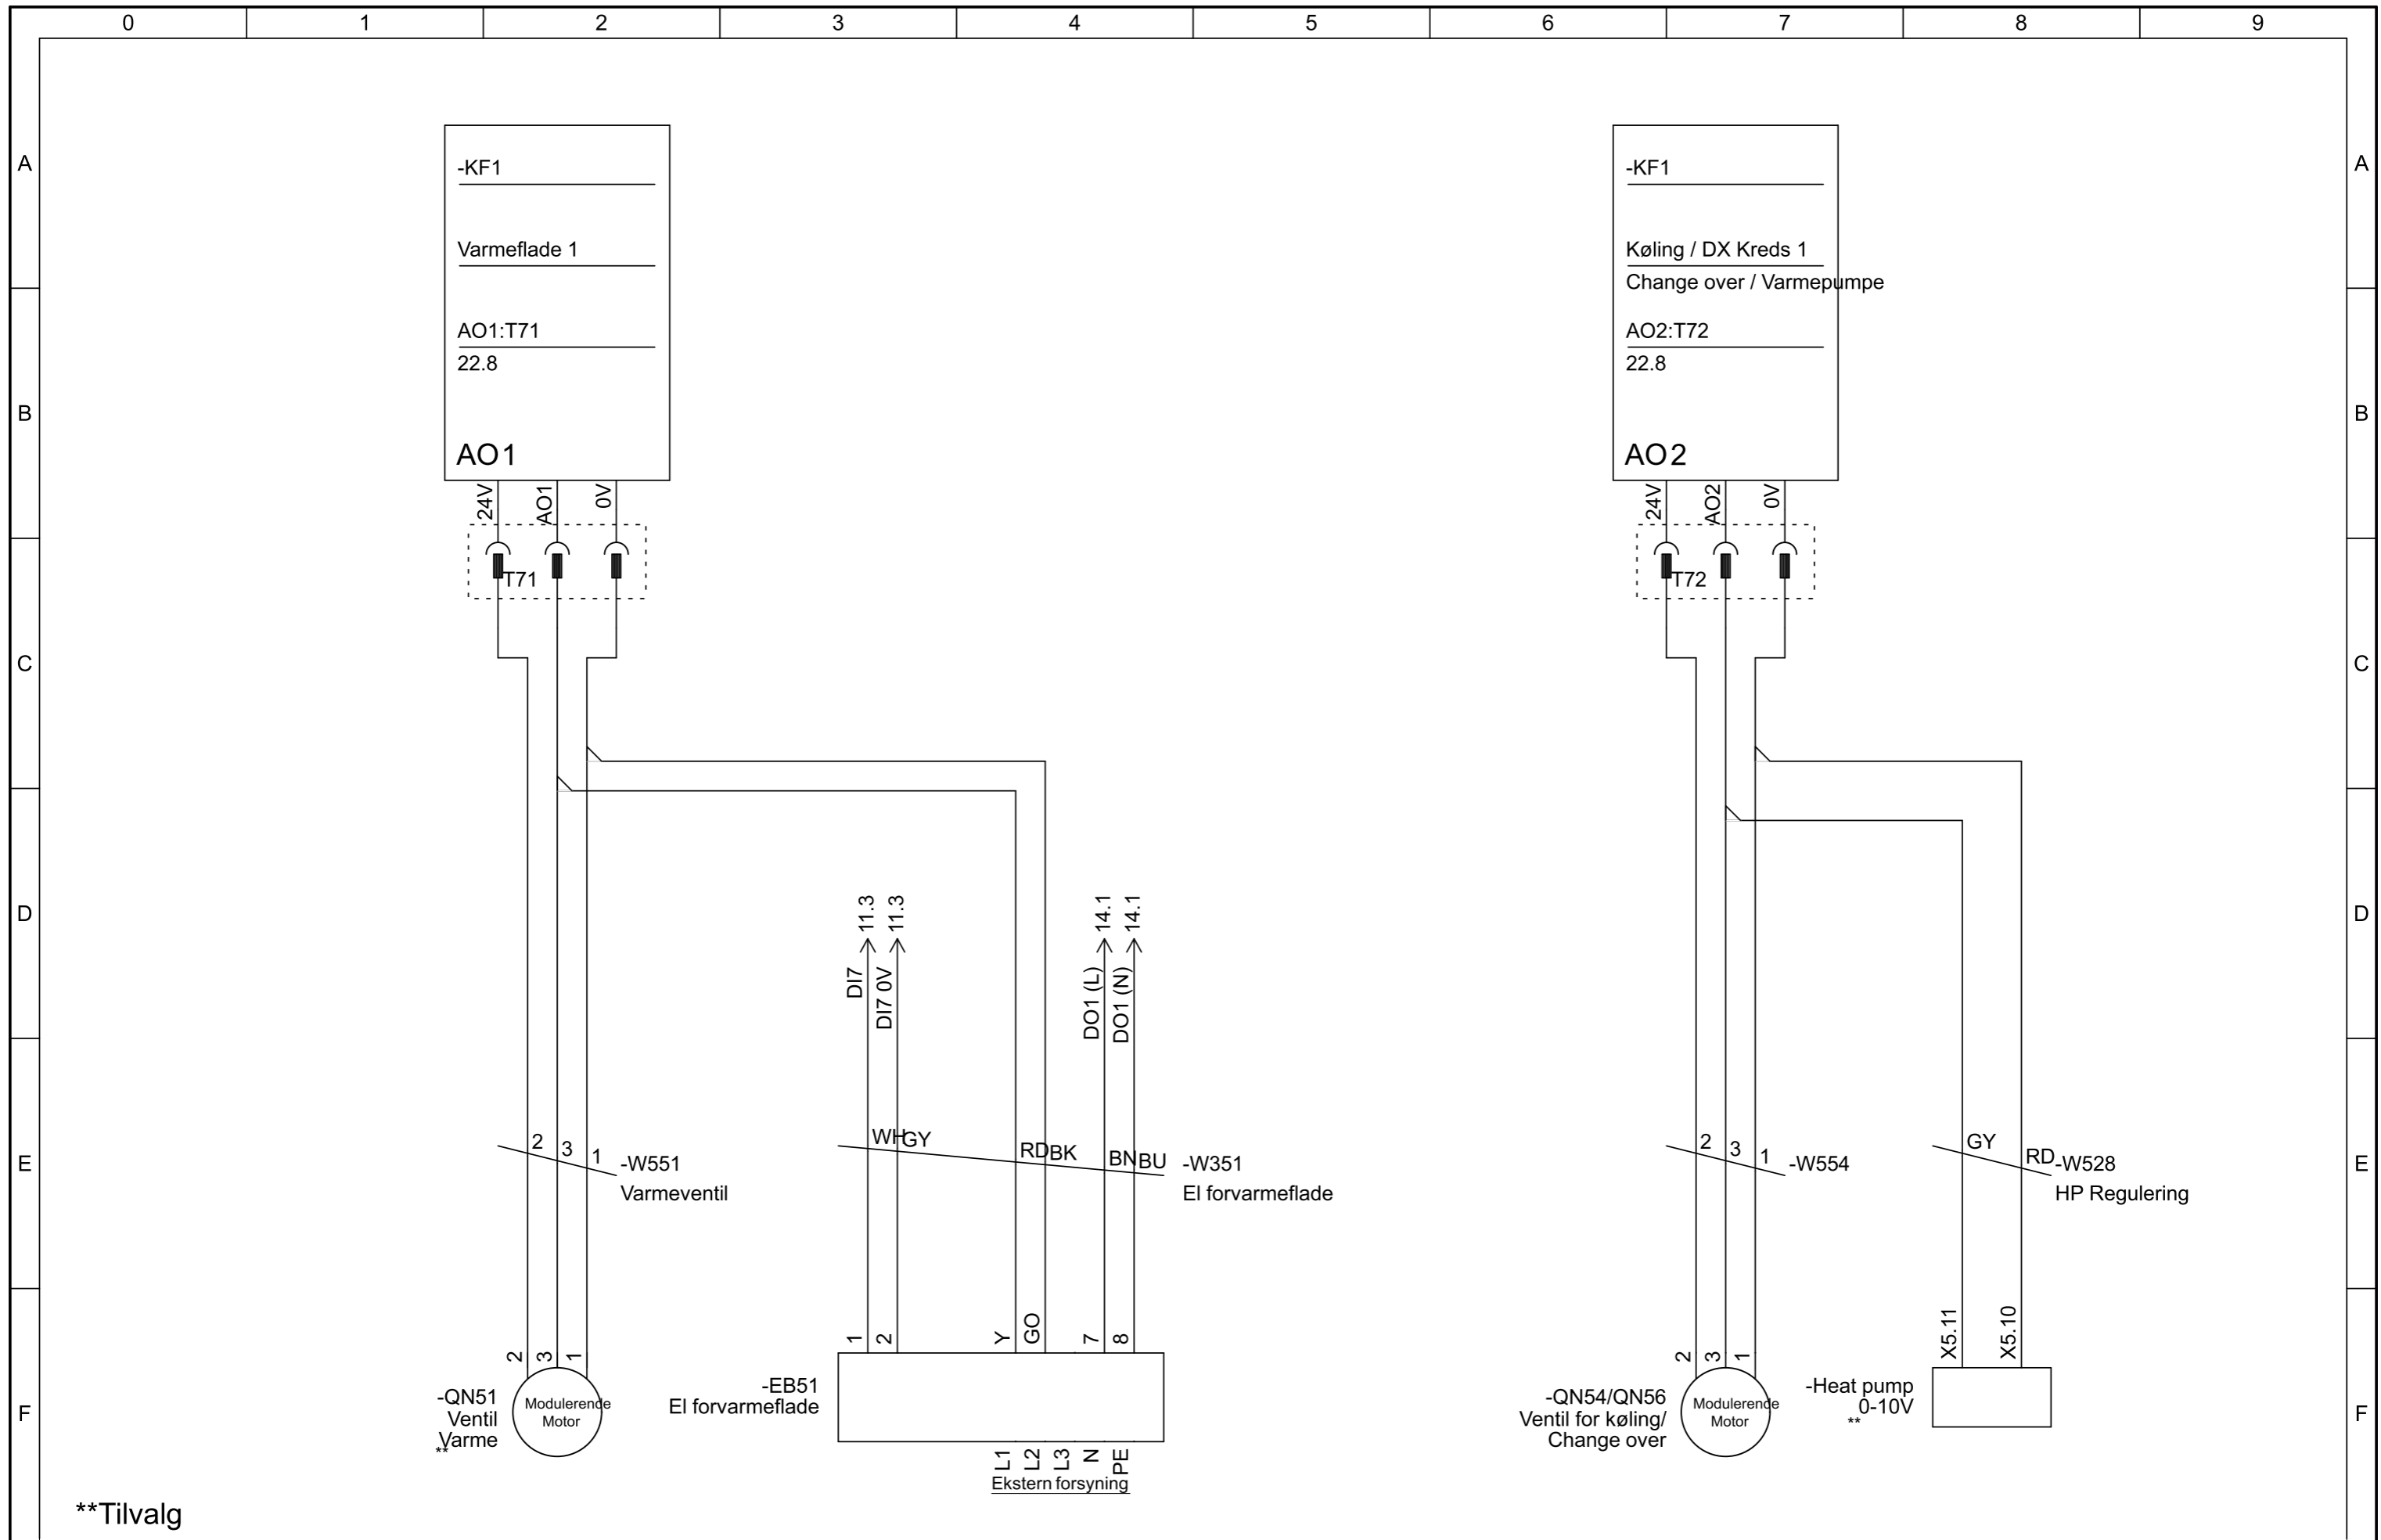 0 1 2 3 4 5 6 7 8 9
A
-KF1
-KF1
A
Varmeflade 1
Køling / DX Kreds 1
Change over / Varmepumpe
AO1:T71
AO2:T72
22.8
22.8
B
B
AO1
AO2
24V AO1 0V
24V AO2 0V
T71
T72
C
C
11.3 11.3
14.1 14.1
D
D
DI7 DI7 0V
DO1 (L) DO1 (N)
2 3 1 -W551
Varmeventil
WH GY RD BK BN BU -W351
El forvarmeflade
2 3 1 -W554
GY RD -W528
HP Regulering
E
E
1 2 Y GO 7 8
X5.11 X5.10
2 3 1
2 3 1
-QN51
Ventil
Varme
**
Modulerende
Motor
-EB51
El forvarmeflade
-QN54/QN56
Ventil for køling/
Change over
Modulerende
Motor
-Heat pump
0-10V
**
F
F
L1 L2 L3 N PE
Ekstern forsyning
**Tilvalg